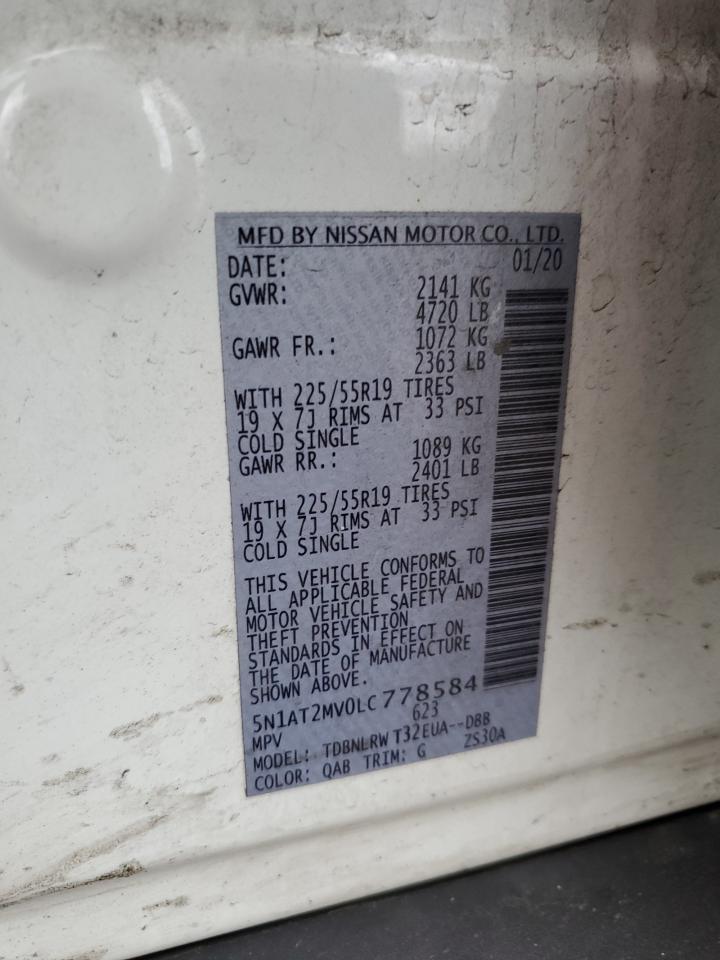 MFD BY NISSAN MOTOR CO., LTD.
DATE: 01/20
GVWR: 2141 KG
4720 LB
GAWR FR.: 1072 KG
2363 LB
WITH 225/55R19 TIRES
19 X 7J RIMS AT 33 PSI
COLD SINGLE
GAWR RR.: 1089 KG
2401 LB
WITH 225/55R19 TIRES
19 X 7J RIMS AT 33 PSI
COLD SINGLE
THIS VEHICLE CONFORMS TO
ALL APPLICABLE FEDERAL
MOTOR VEHICLE SAFETY AND
THEFT PREVENTION
STANDARDS IN EFFECT ON
THE DATE OF MANUFACTURE
SHOWN ABOVE.
5N1AT2MV0LC778584
MPV 623
MODEL: TDBNLRW T32EUA--DBB
COLOR: QAB TRIM: G ZS30A